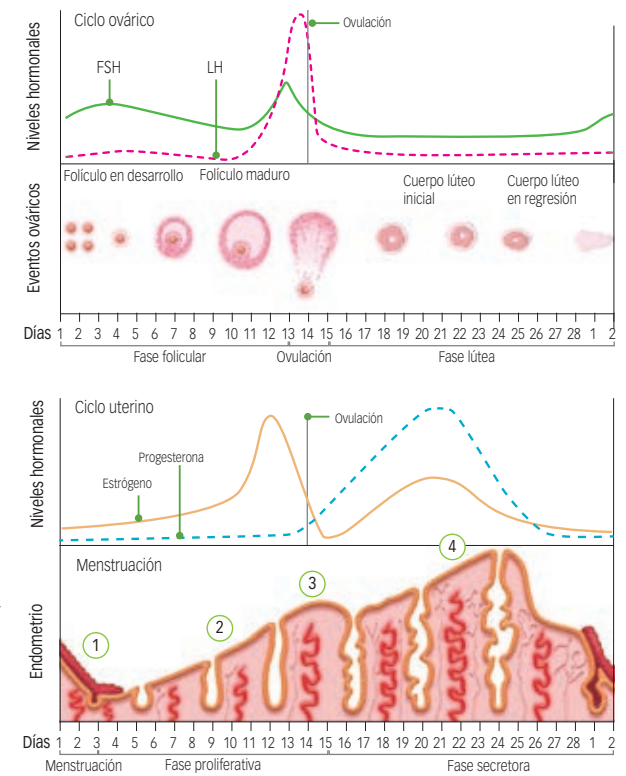 Ciclo ovárico
Ovulación
FSH
LH
Niveles hormonales
Folículo en desarrollo
Folículo maduro
Cuerpo lúteo
inicial
Cuerpo lúteo
en regresión
Eventos ováricos
Días 1 2 3 4 5 6 7 8 9 10 11 12 13 14 15 16 17 18 19 20 21 22 23 24 25 26 27 28 1 2
Fase folicular
Ovulación
Fase lútea
Ciclo uterino
Ovulación
Progesterona
Estrógeno
Niveles hormonales
Menstruación
4
3
2
1
Endometrio
Días 1 2 3 4 5 6 7 8 9 10 11 12 13 14 15 16 17 18 19 20 21 22 23 24 25 26 27 28 1 2
Menstruación
Fase proliferativa
Fase secretora